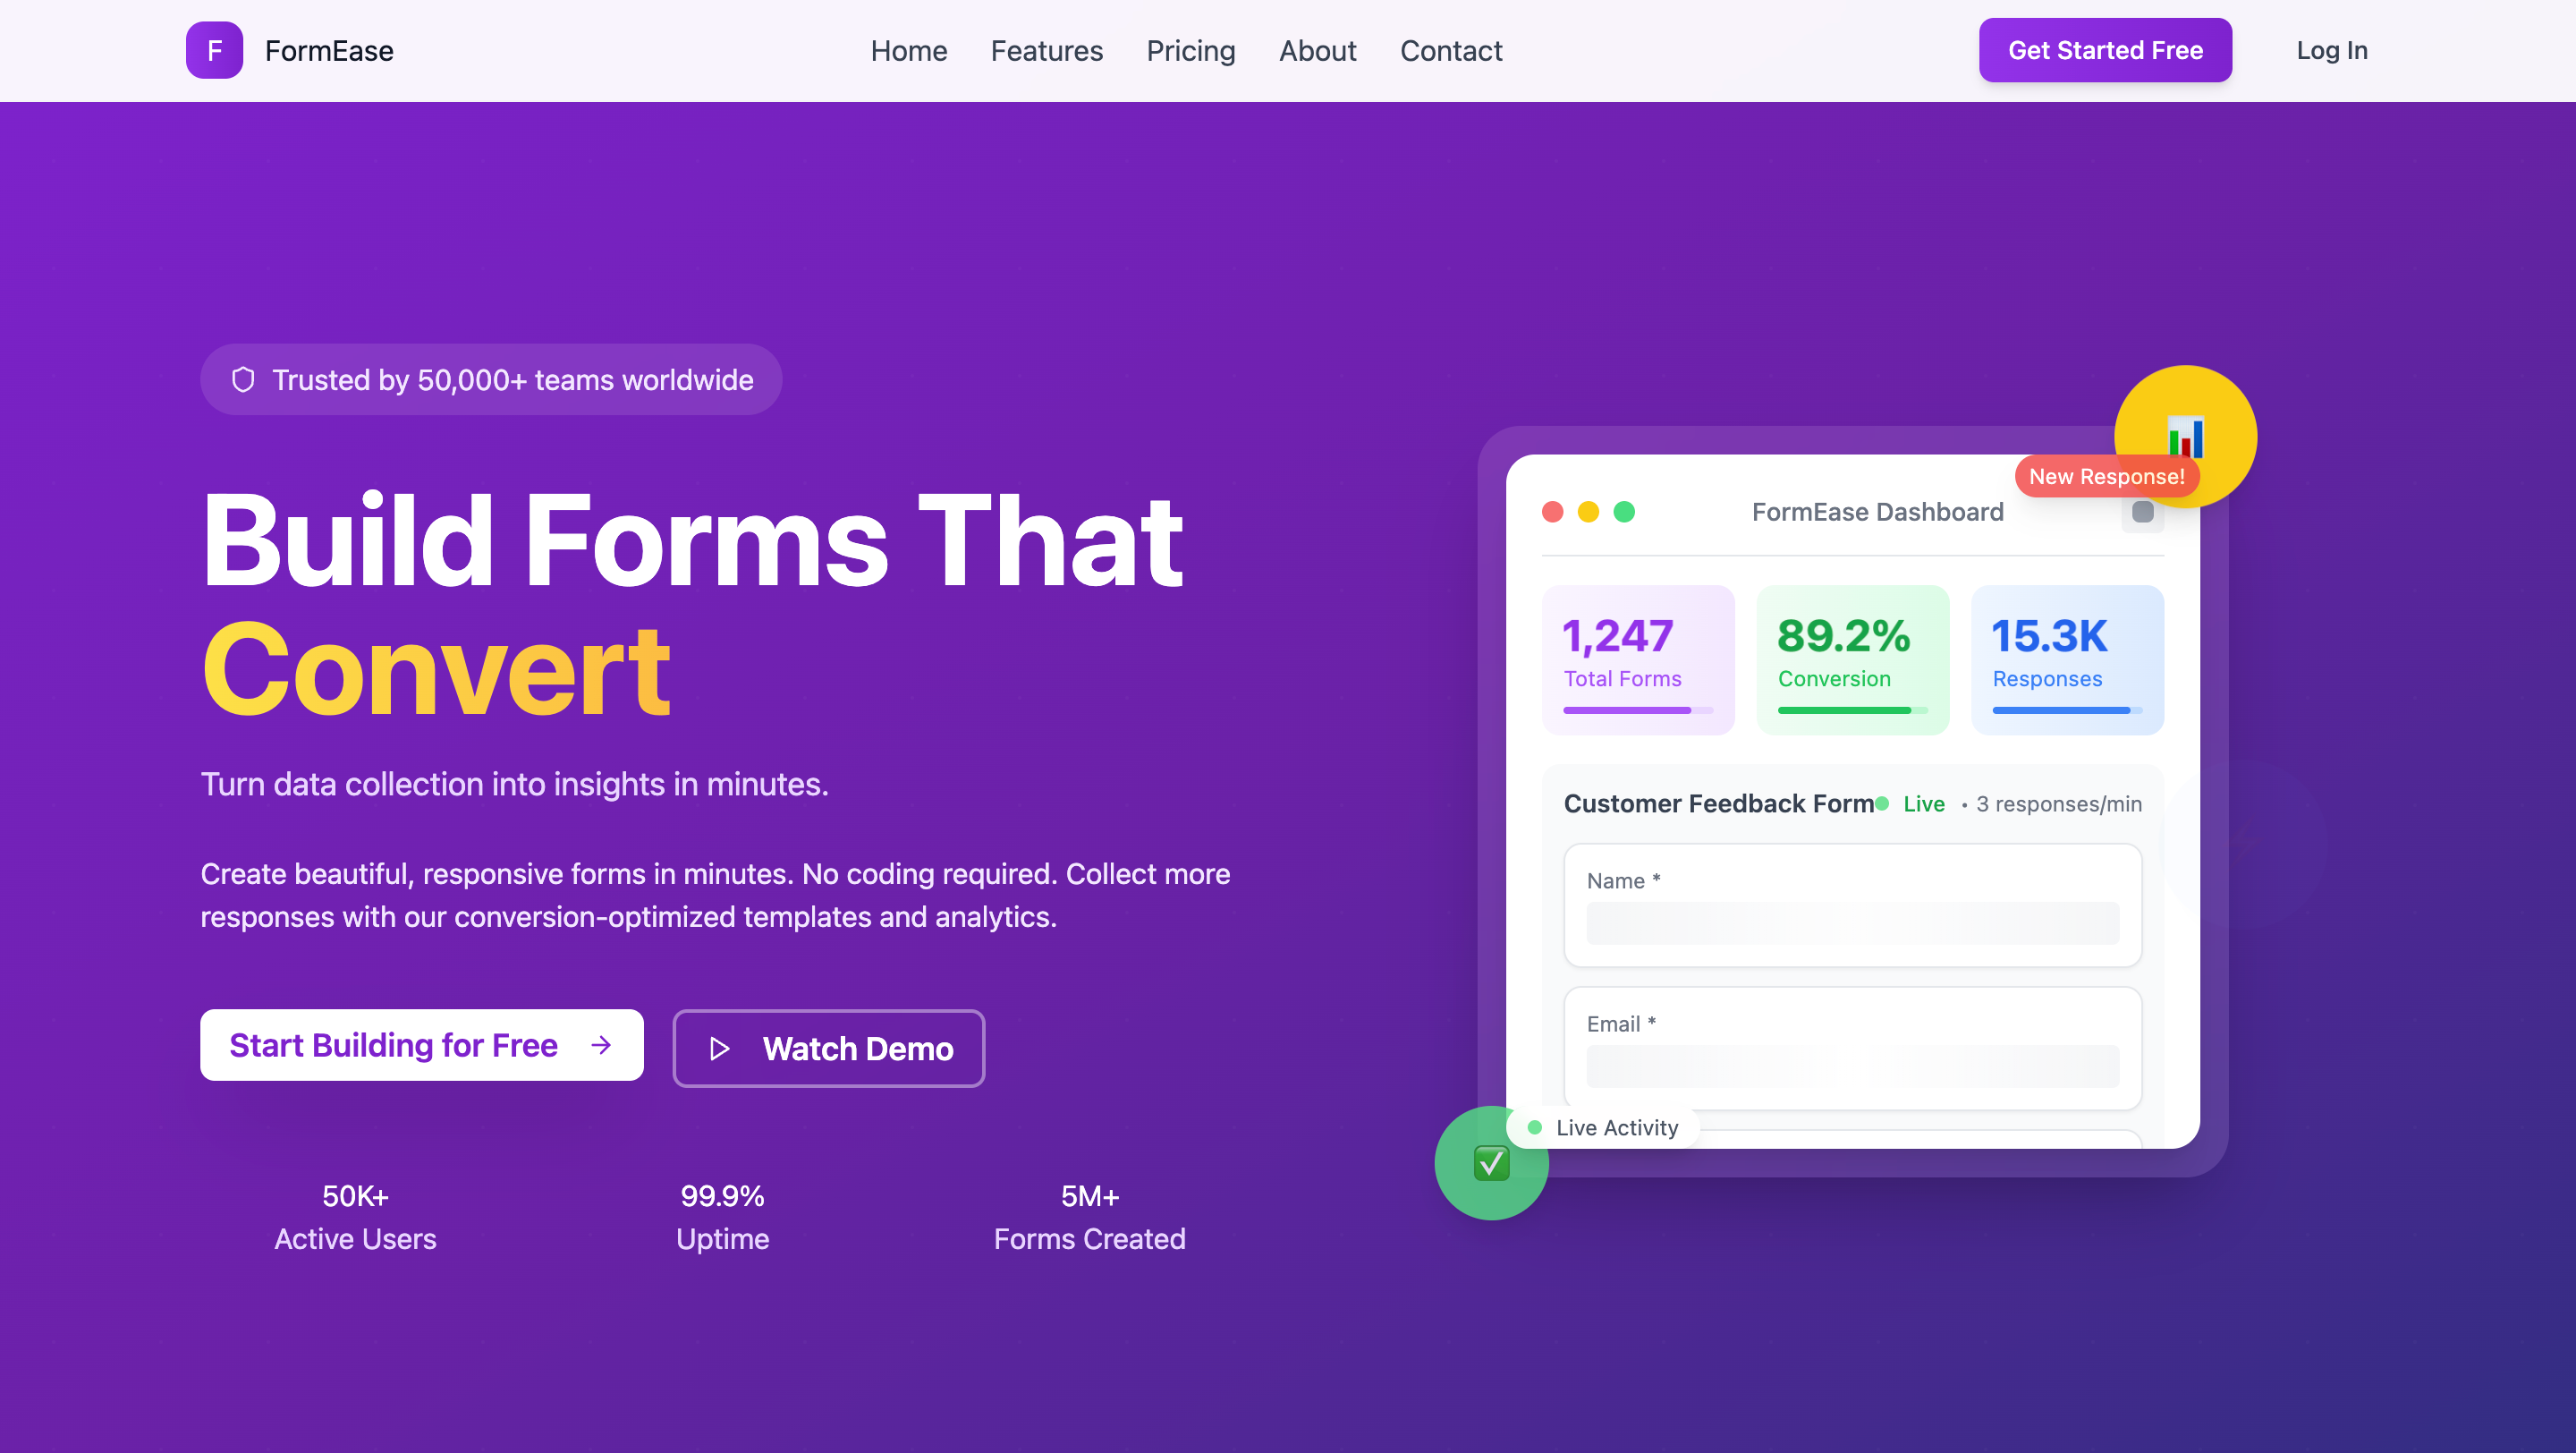 F FormEase
Home Features Pricing About Contact
Get Started Free
Log In
Trusted by 50,000+ teams worldwide
Build Forms That
Convert
Turn data collection into insights in minutes.
Create beautiful, responsive forms in minutes. No coding required. Collect more
responses with our conversion-optimized templates and analytics.
Start Building for Free →
Watch Demo
50K+
Active Users
99.9%
Uptime
5M+
Forms Created
New Response!
FormEase Dashboard
1,247
Total Forms
89.2%
Conversion
15.3K
Responses
Customer Feedback Form Live • 3 responses/min
Name *
Email *
Live Activity